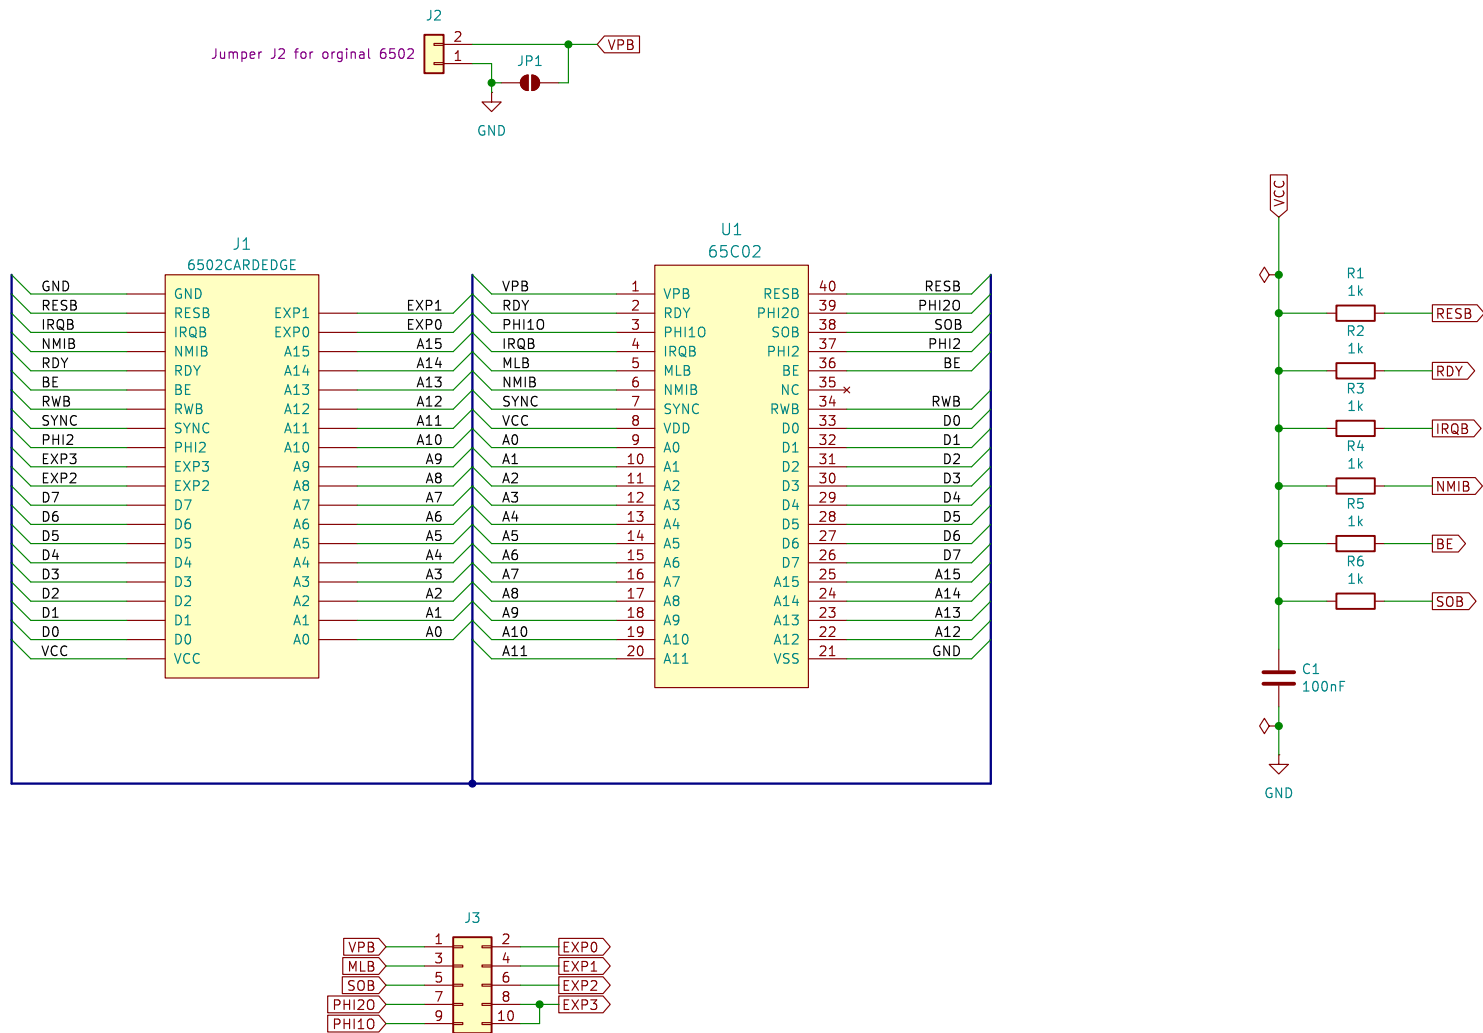 J2
2
Jumper J2 for orginal 6502
1
VPB
JP1
GND
J1
6502CARDEDGE
GND GND
RESB RESB EXP1 EXP1
IRQB IRQB EXP0 EXP0
NMIB NMIB A15 A15
RDY RDY A14 A14
BE BE A13 A13
RWB RWB A12 A12
SYNC SYNC A11 A11
PHI2 PHI2 A10 A10
EXP3 EXP3 A9 A9
EXP2 EXP2 A8 A8
D7 D7 A7 A7
D6 D6 A6 A6
D5 D5 A5 A5
D4 D4 A4 A4
D3 D3 A3 A3
D2 D2 A2 A2
D1 D1 A1 A1
D0 D0 A0 A0
VCC VCC
U1
65C02
VPB 1 VPB RESB 40 RESB
RDY 2 RDY PHI2O 39 PHI2O
PHI1O 3 PHI1O SOB 38 SOB
IRQB 4 IRQB PHI2 37 PHI2
MLB 5 MLB BE 36 BE
NMIB 6 NMIB NC 35
SYNC 7 SYNC RWB 34 RWB
VCC 8 VDD D0 33 D0
A0 9 A0 D1 32 D1
A1 10 A1 D2 31 D2
A2 11 A2 D3 30 D3
A3 12 A3 D4 29 D4
A4 13 A4 D5 28 D5
A5 14 A5 D6 27 D6
A6 15 A6 D7 26 D7
A7 16 A7 A15 25 A15
A8 17 A8 A14 24 A14
A9 18 A9 A13 23 A13
A10 19 A10 A12 22 A12
A11 20 A11 VSS 21 GND
VCC
R1
1k
RESB
R2
1k
RDY
R3
1k
IRQB
R4
1k
NMIB
R5
1k
BE
R6
1k
SOB
C1
100nF
GND
J3
VPB 1 2 EXP0
MLB 3 4 EXP1
SOB 5 6 EXP2
PHI2O 7 8 EXP3
PHI1O 9 10